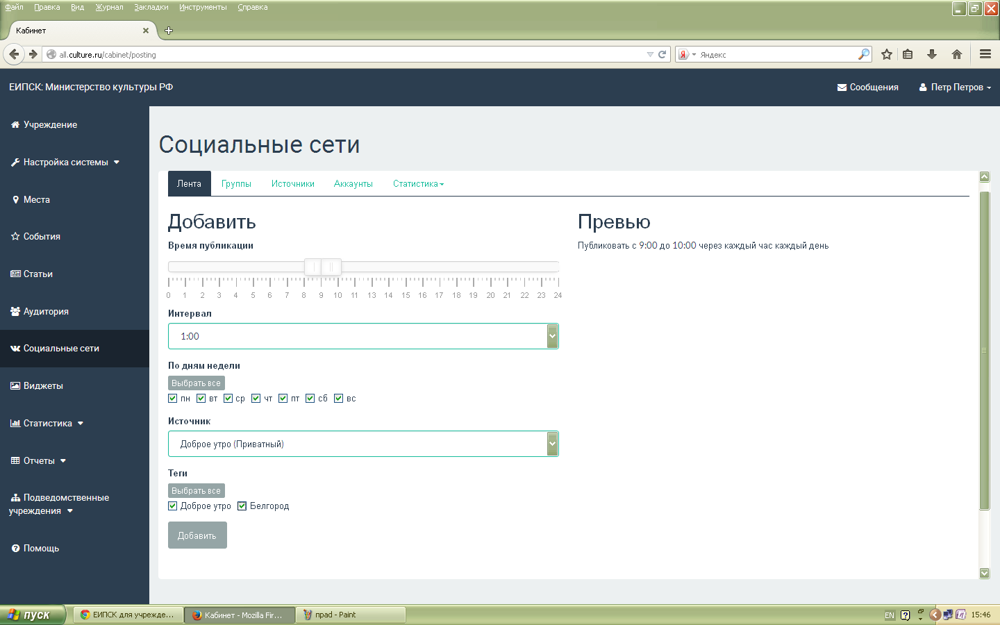 Файл Правка Вид Журнал Закладки Инструменты Справка
Кабинет
all.culture.ru/cabinet/posting
Яндекс
ЕИПСК: Министерство культуры РФ
Сообщения
Петр Петров
Учреждение
Настройка системы
Места
События
Статьи
Аудитория
Социальные сети
Виджеты
Статистика
Отчеты
Подведомственные
учреждения
Помощь
Социальные сети
Лента Группы Источники Аккаунты Статистика
Добавить
Время публикации
0 1 2 3 4 5 6 7 8 9 10 11 12 13 14 15 16 17 18 19 20 21 22 23 24
Интервал
1:00
По дням недели
Выбрать все
пн вт ср чт пт сб вс
Источник
Доброе утро (Приватный)
Теги
Выбрать все
Доброе утро Белгород
Добавить
Превью
Публиковать с 9:00 до 10:00 через каждый час каждый день
пуск
ЕИПСК для учрежде...
Кабинет - Mozilla Fir...
npad - Paint
EN
15:46